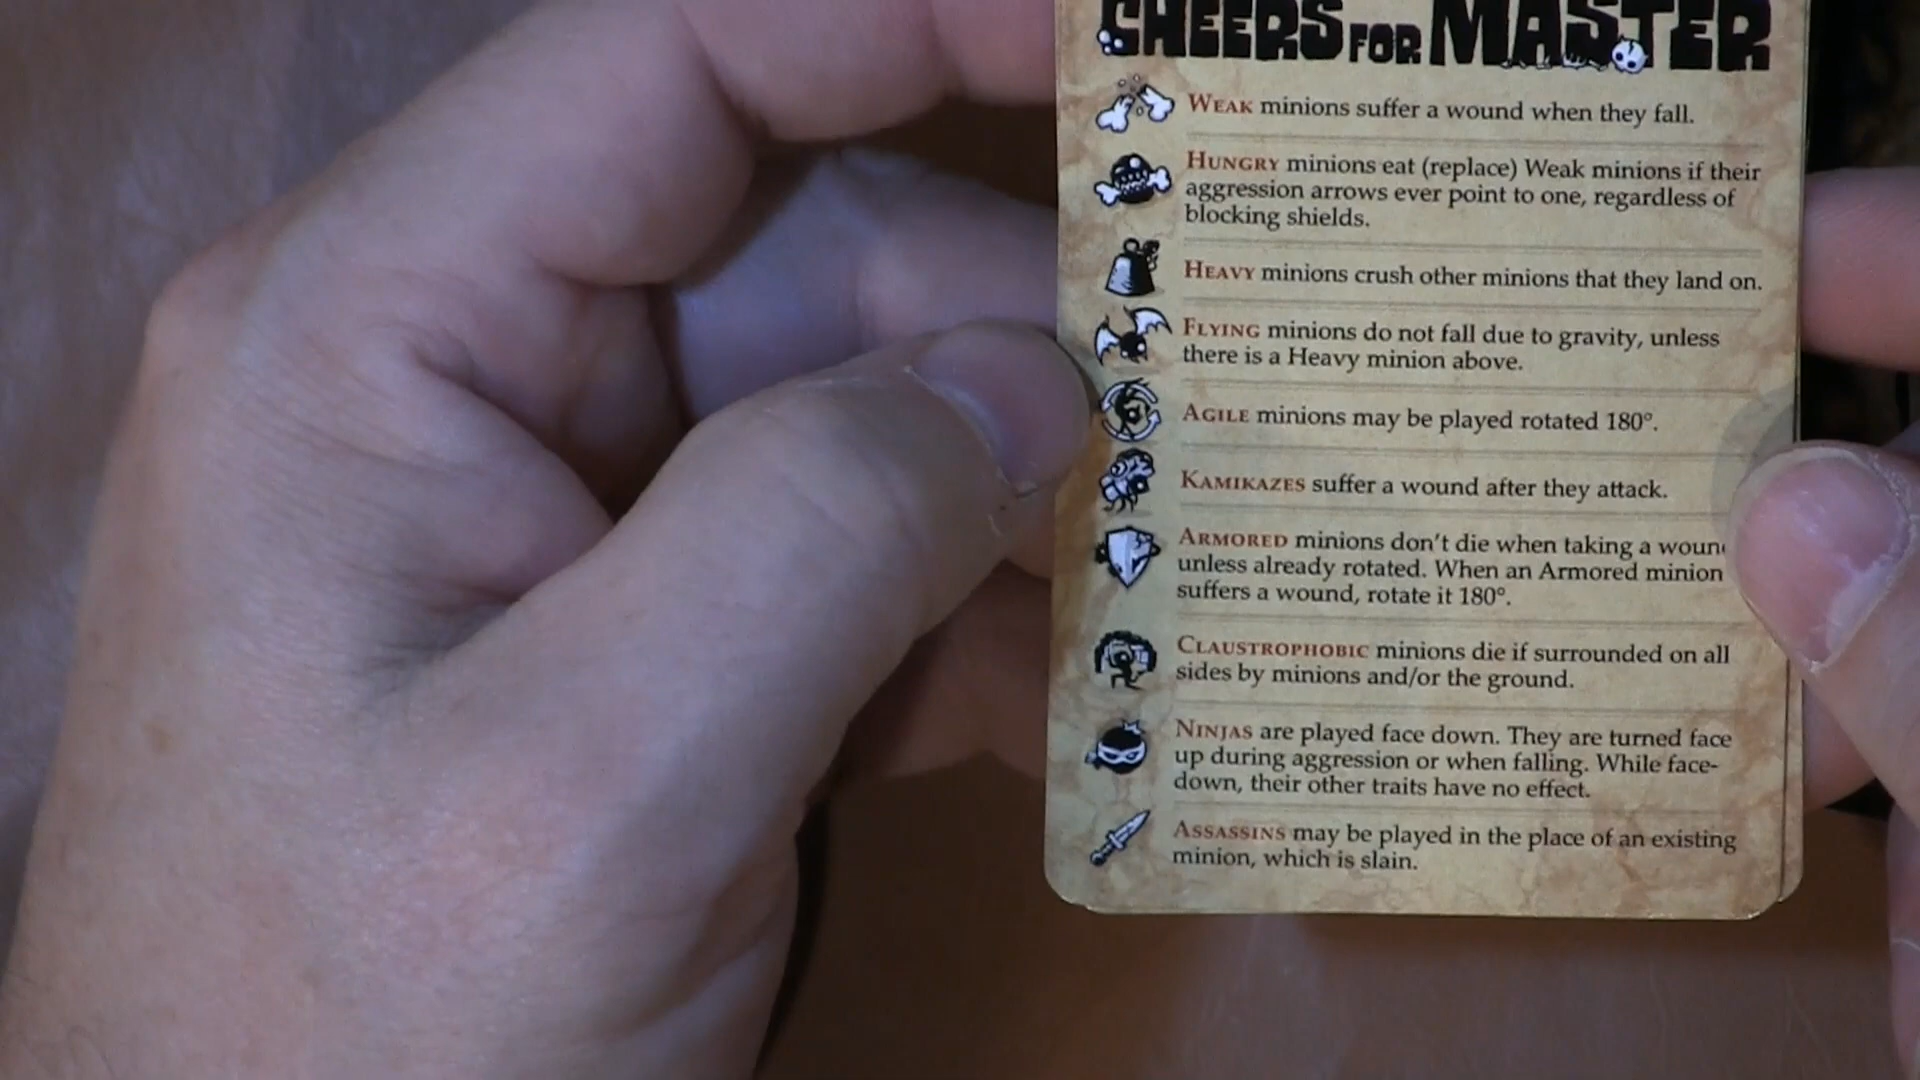 CHEERS FOR MASTER
WEAK minions suffer a wound when they fall.
HUNGRY minions eat (replace) Weak minions if their
aggression arrows ever point to one, regardless of
blocking shields.
HEAVY minions crush other minions that they land on.
FLYING minions do not fall due to gravity, unless
there is a Heavy minion above.
AGILE minions may be played rotated 180°.
KAMIKAZES suffer a wound after they attack.
ARMORED minions don't die when taking a woun
unless already rotated. When an Armored minion
suffers a wound, rotate it 180°.
CLAUSTROPHOBIC minions die if surrounded on all
sides by minions and/or the ground.
NINJAS are played face down. They are turned face
up during aggression or when falling. While face-
down, their other traits have no effect.
ASSASSINS may be played in the place of an existing
minion, which is slain.